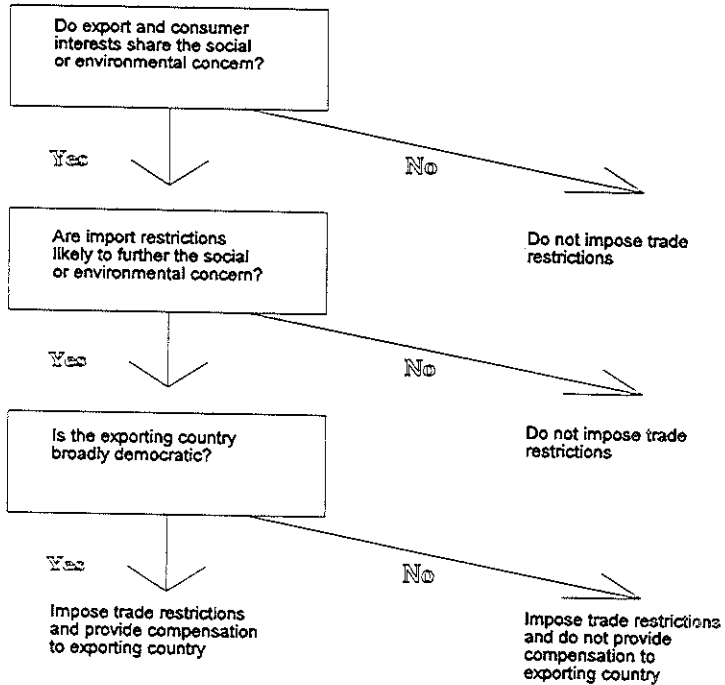 Do export and consumer
interests share the social
or environmental concern?
Yes
No
Are import restrictions
likely to further the social
or environmental concern?
Do not impose trade
restrictions
Yes
No
Is the exporting country
broadly democratic?
Do not impose trade
restrictions
Yes
No
Impose trade restrictions
and provide compensation
to exporting country
Impose trade restrictions
and do not provide
compensation to
exporting country